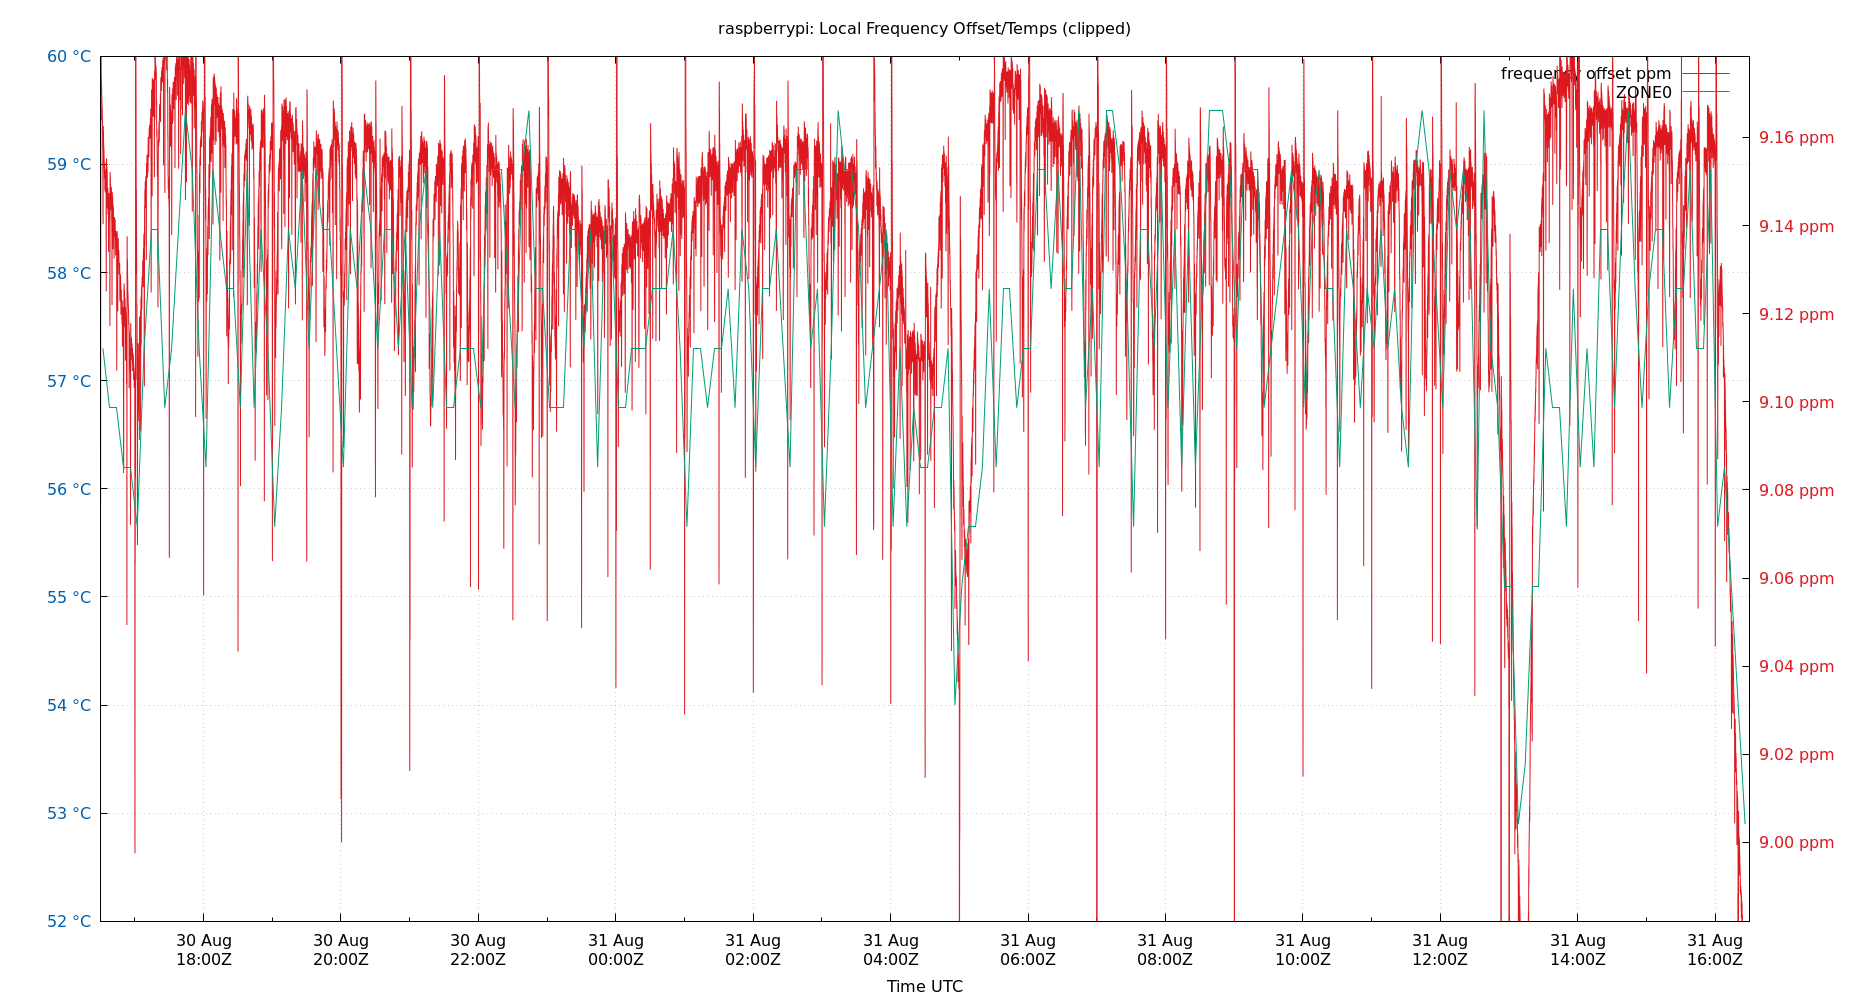 raspberrypi: Local Frequency Offset/Temps (clipped)
60 °C
59 °C
58 °C
57 °C
56 °C
55 °C
54 °C
53 °C
52 °C
frequency offset ppm
ZONE0
9.16 ppm
9.14 ppm
9.12 ppm
9.10 ppm
9.08 ppm
9.06 ppm
9.04 ppm
9.02 ppm
9.00 ppm
30 Aug
18:00Z
30 Aug
20:00Z
30 Aug
22:00Z
31 Aug
00:00Z
31 Aug
02:00Z
31 Aug
04:00Z
31 Aug
06:00Z
31 Aug
08:00Z
31 Aug
10:00Z
31 Aug
12:00Z
31 Aug
14:00Z
31 Aug
16:00Z
Time UTC